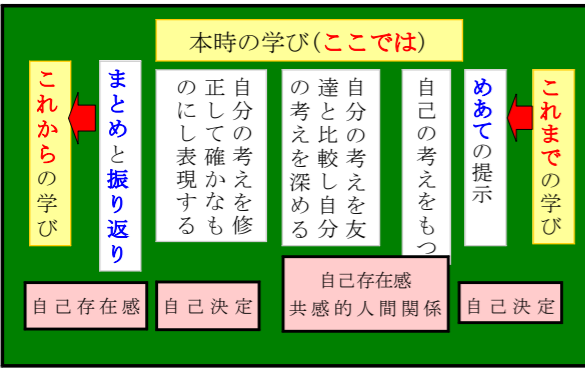 本時の学び(ここでは)
これまでの学び
めあての提示
自己の考えをもつ
自分の考えを友
達と比較し自分
の考えを深める
自分の考えを修
正して確かなも
のにし表現する
まとめと振り返り
これからの学び
自己決定
自己存在感
共感的人間関係
自己決定
自己存在感